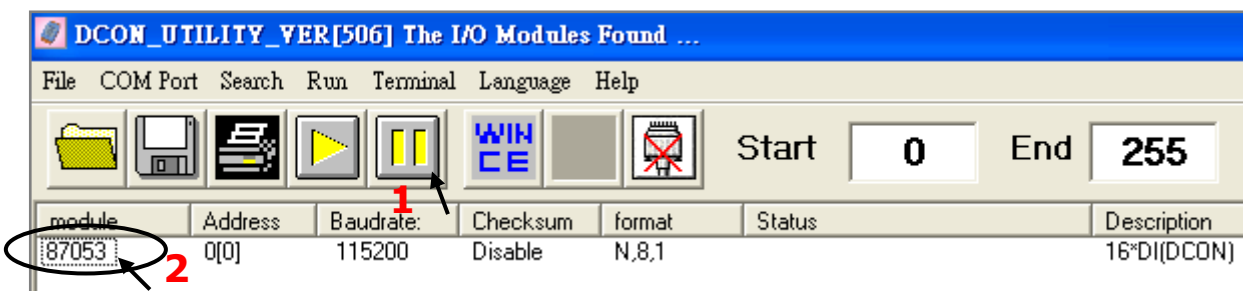 DCON_UTILITY_VER[506] The I/O Modules Found ...
File COM Port Search Run Terminal Language Help
WIN CE Start 0 End 255
1
module Address Baudrate: Checksum format Status Description
87053 0[0] 115200 Disable N,8,1 16*DI(DCON)
2